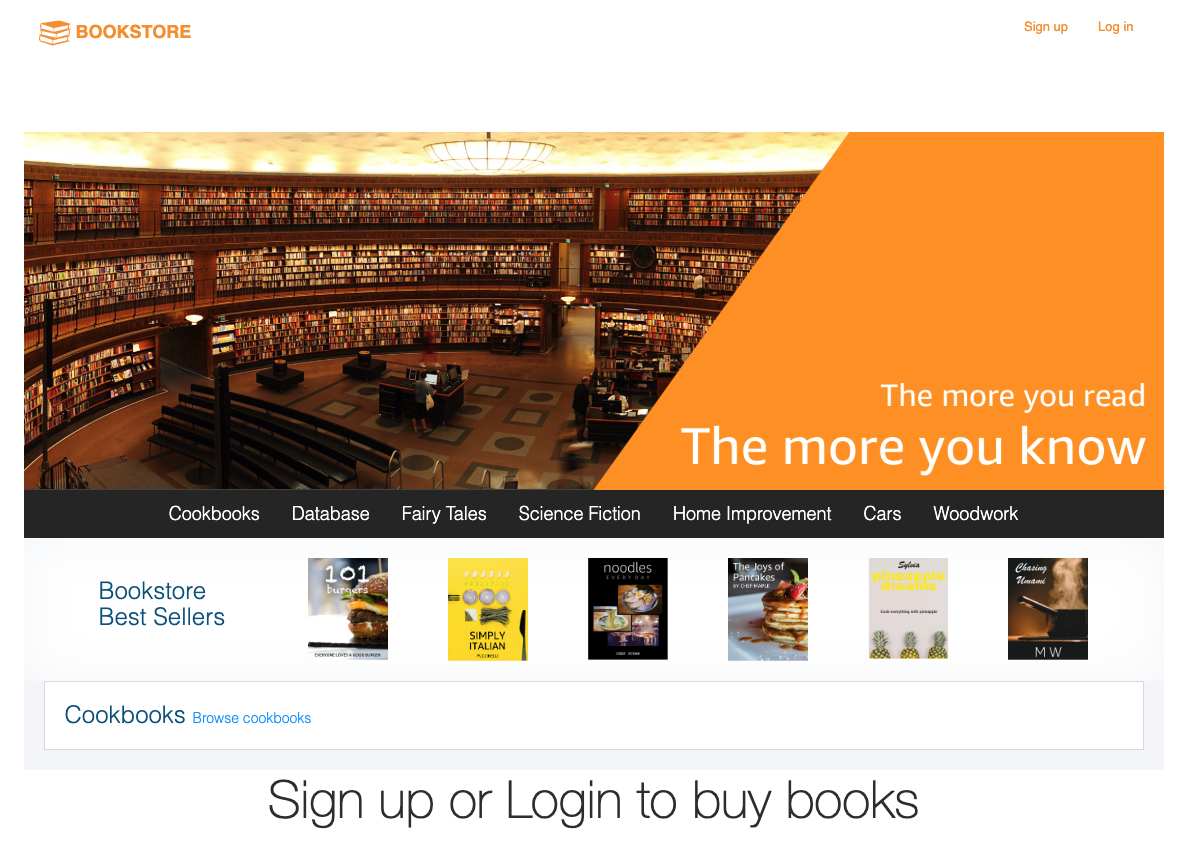 BOOKSTORE
Sign up
Log in
The more you read
The more you know
Cookbooks Database Fairy Tales Science Fiction Home Improvement Cars Woodwork
Bookstore
Best Sellers
101
burgers
EVERYONE LOVES A GOOD BURGER
SIMPLY
ITALIAN
noodles
EVERY DAY
The Joys of
Pancakes
BY CHEF MAPLE
Sylvia
pineapple
Cook everything with pineapple
Chasing
Umami
M W
Cookbooks Browse cookbooks
Sign up or Login to buy books